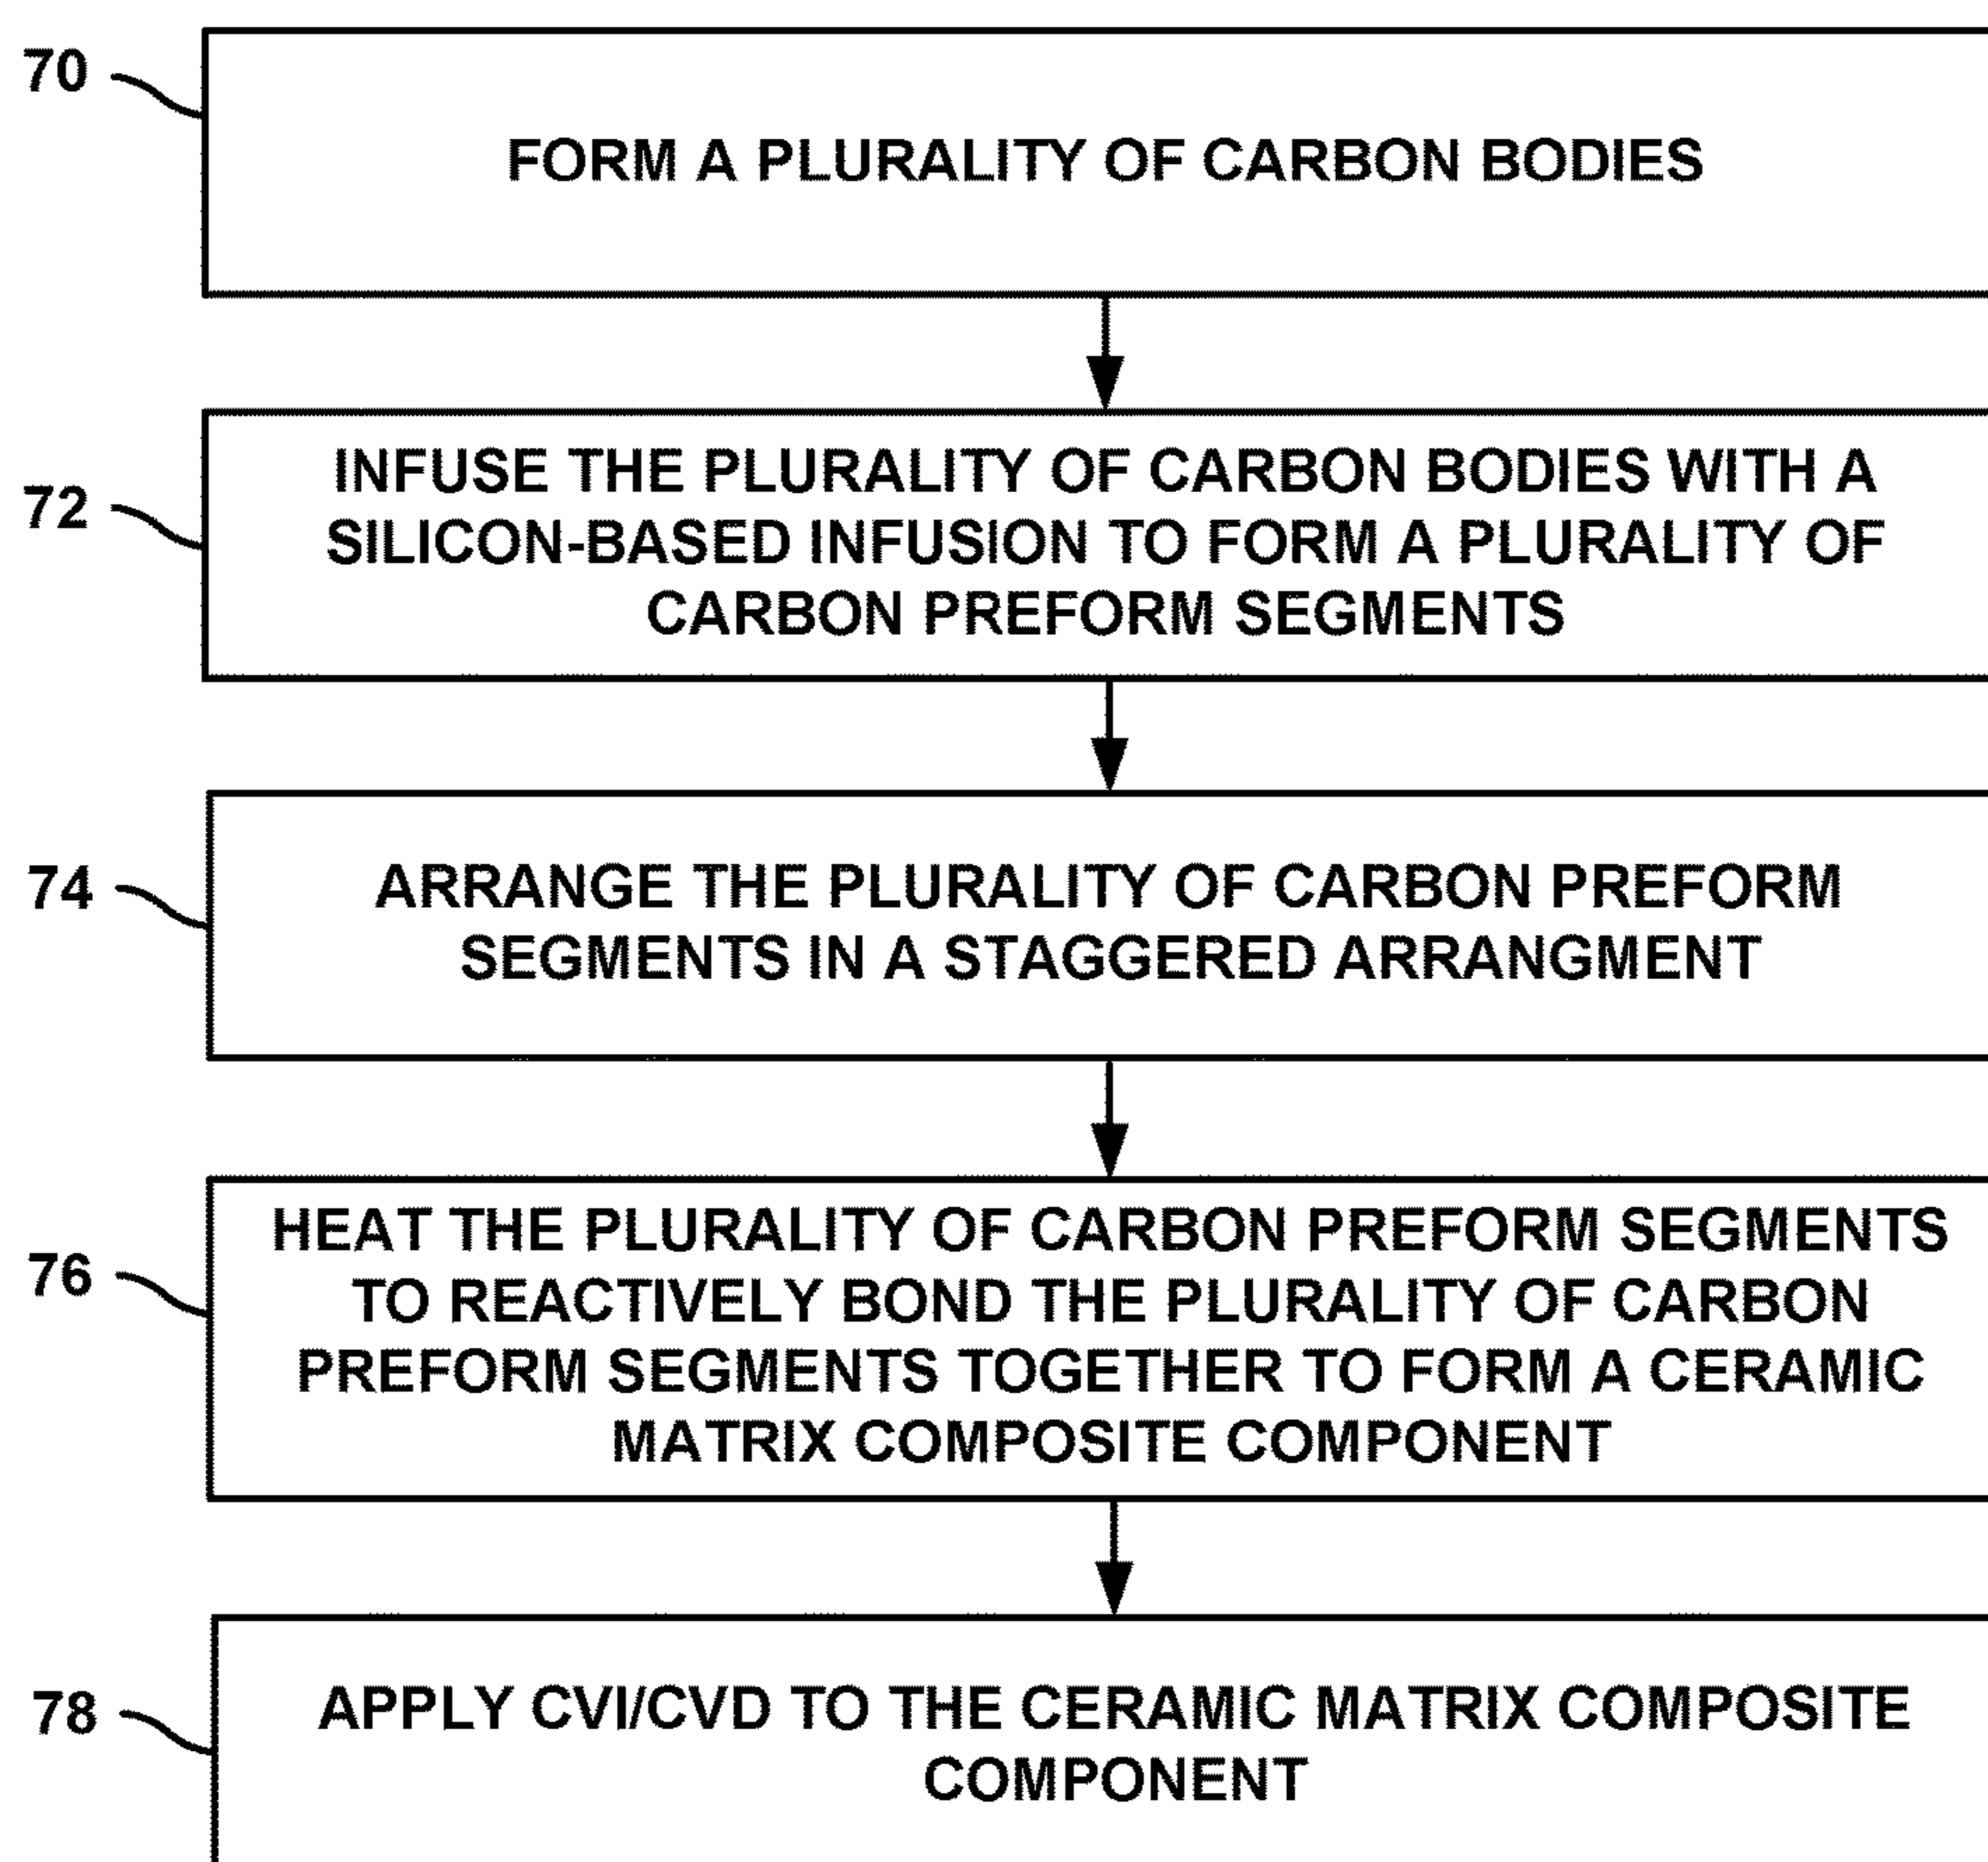 70
FORM A PLURALITY OF CARBON BODIES
72
INFUSE THE PLURALITY OF CARBON BODIES WITH A
SILICON-BASED INFUSION TO FORM A PLURALITY OF
CARBON PREFORM SEGMENTS
74
ARRANGE THE PLURALITY OF CARBON PREFORM
SEGMENTS IN A STAGGERED ARRANGMENT
76
HEAT THE PLURALITY OF CARBON PREFORM SEGMENTS
TO REACTIVELY BOND THE PLURALITY OF CARBON
PREFORM SEGMENTS TOGETHER TO FORM A CERAMIC
MATRIX COMPOSITE COMPONENT
78
APPLY CVI/CVD TO THE CERAMIC MATRIX COMPOSITE
COMPONENT